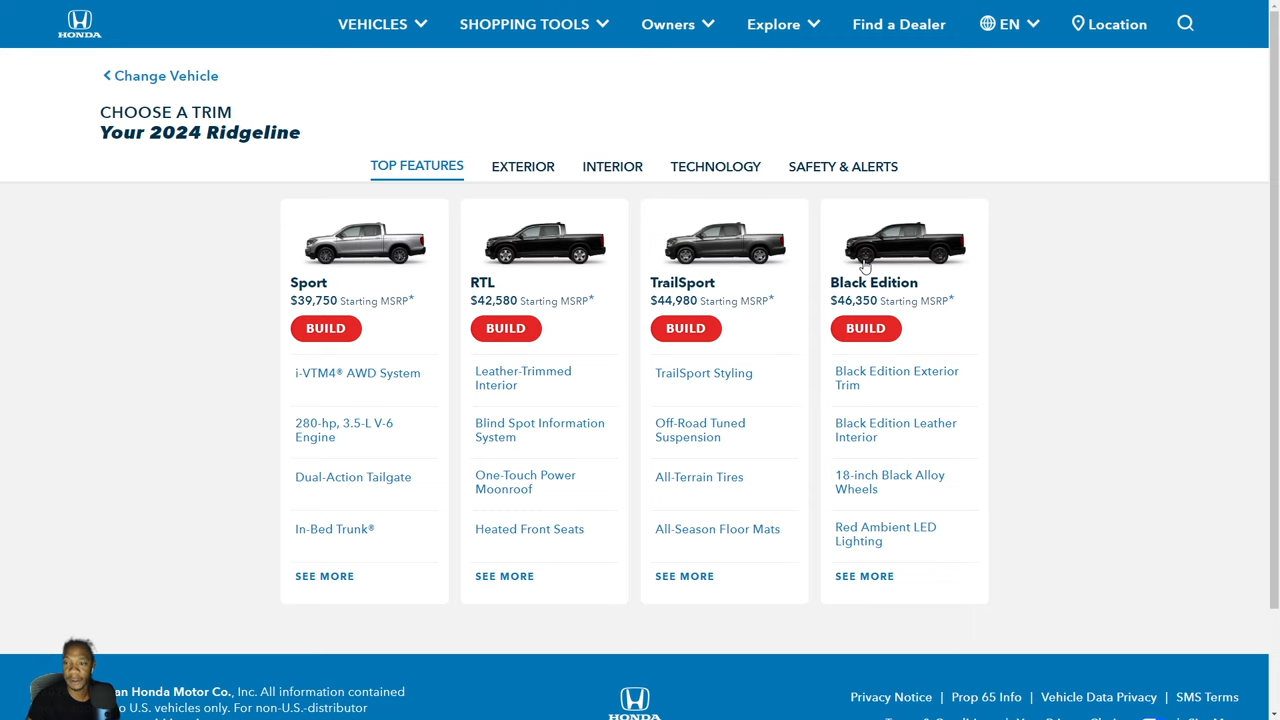 HONDA
VEHICLES
SHOPPING TOOLS
Owners
Explore
Find a Dealer
EN
Location
Change Vehicle
CHOOSE A TRIM
Your 2024 Ridgeline
TOP FEATURES
EXTERIOR
INTERIOR
TECHNOLOGY
SAFETY & ALERTS
Sport
$39,750 Starting MSRP*
BUILD
i-VTM4® AWD System
280-hp, 3.5-L V-6
Engine
Dual-Action Tailgate
In-Bed Trunk®
SEE MORE
RTL
$42,580 Starting MSRP*
BUILD
Leather-Trimmed
Interior
Blind Spot Information
System
One-Touch Power
Moonroof
Heated Front Seats
SEE MORE
TrailSport
$44,980 Starting MSRP*
BUILD
TrailSport Styling
Off-Road Tuned
Suspension
All-Terrain Tires
All-Season Floor Mats
SEE MORE
Black Edition
$46,350 Starting MSRP*
BUILD
Black Edition Exterior
Trim
Black Edition Leather
Interior
18-inch Black Alloy
Wheels
Red Ambient LED
Lighting
SEE MORE
an Honda Motor Co., Inc. All information contained
o U.S. vehicles only. For non-U.S.-distributor
HONDA
Privacy Notice | Prop 65 Info | Vehicle Data Privacy | SMS Terms